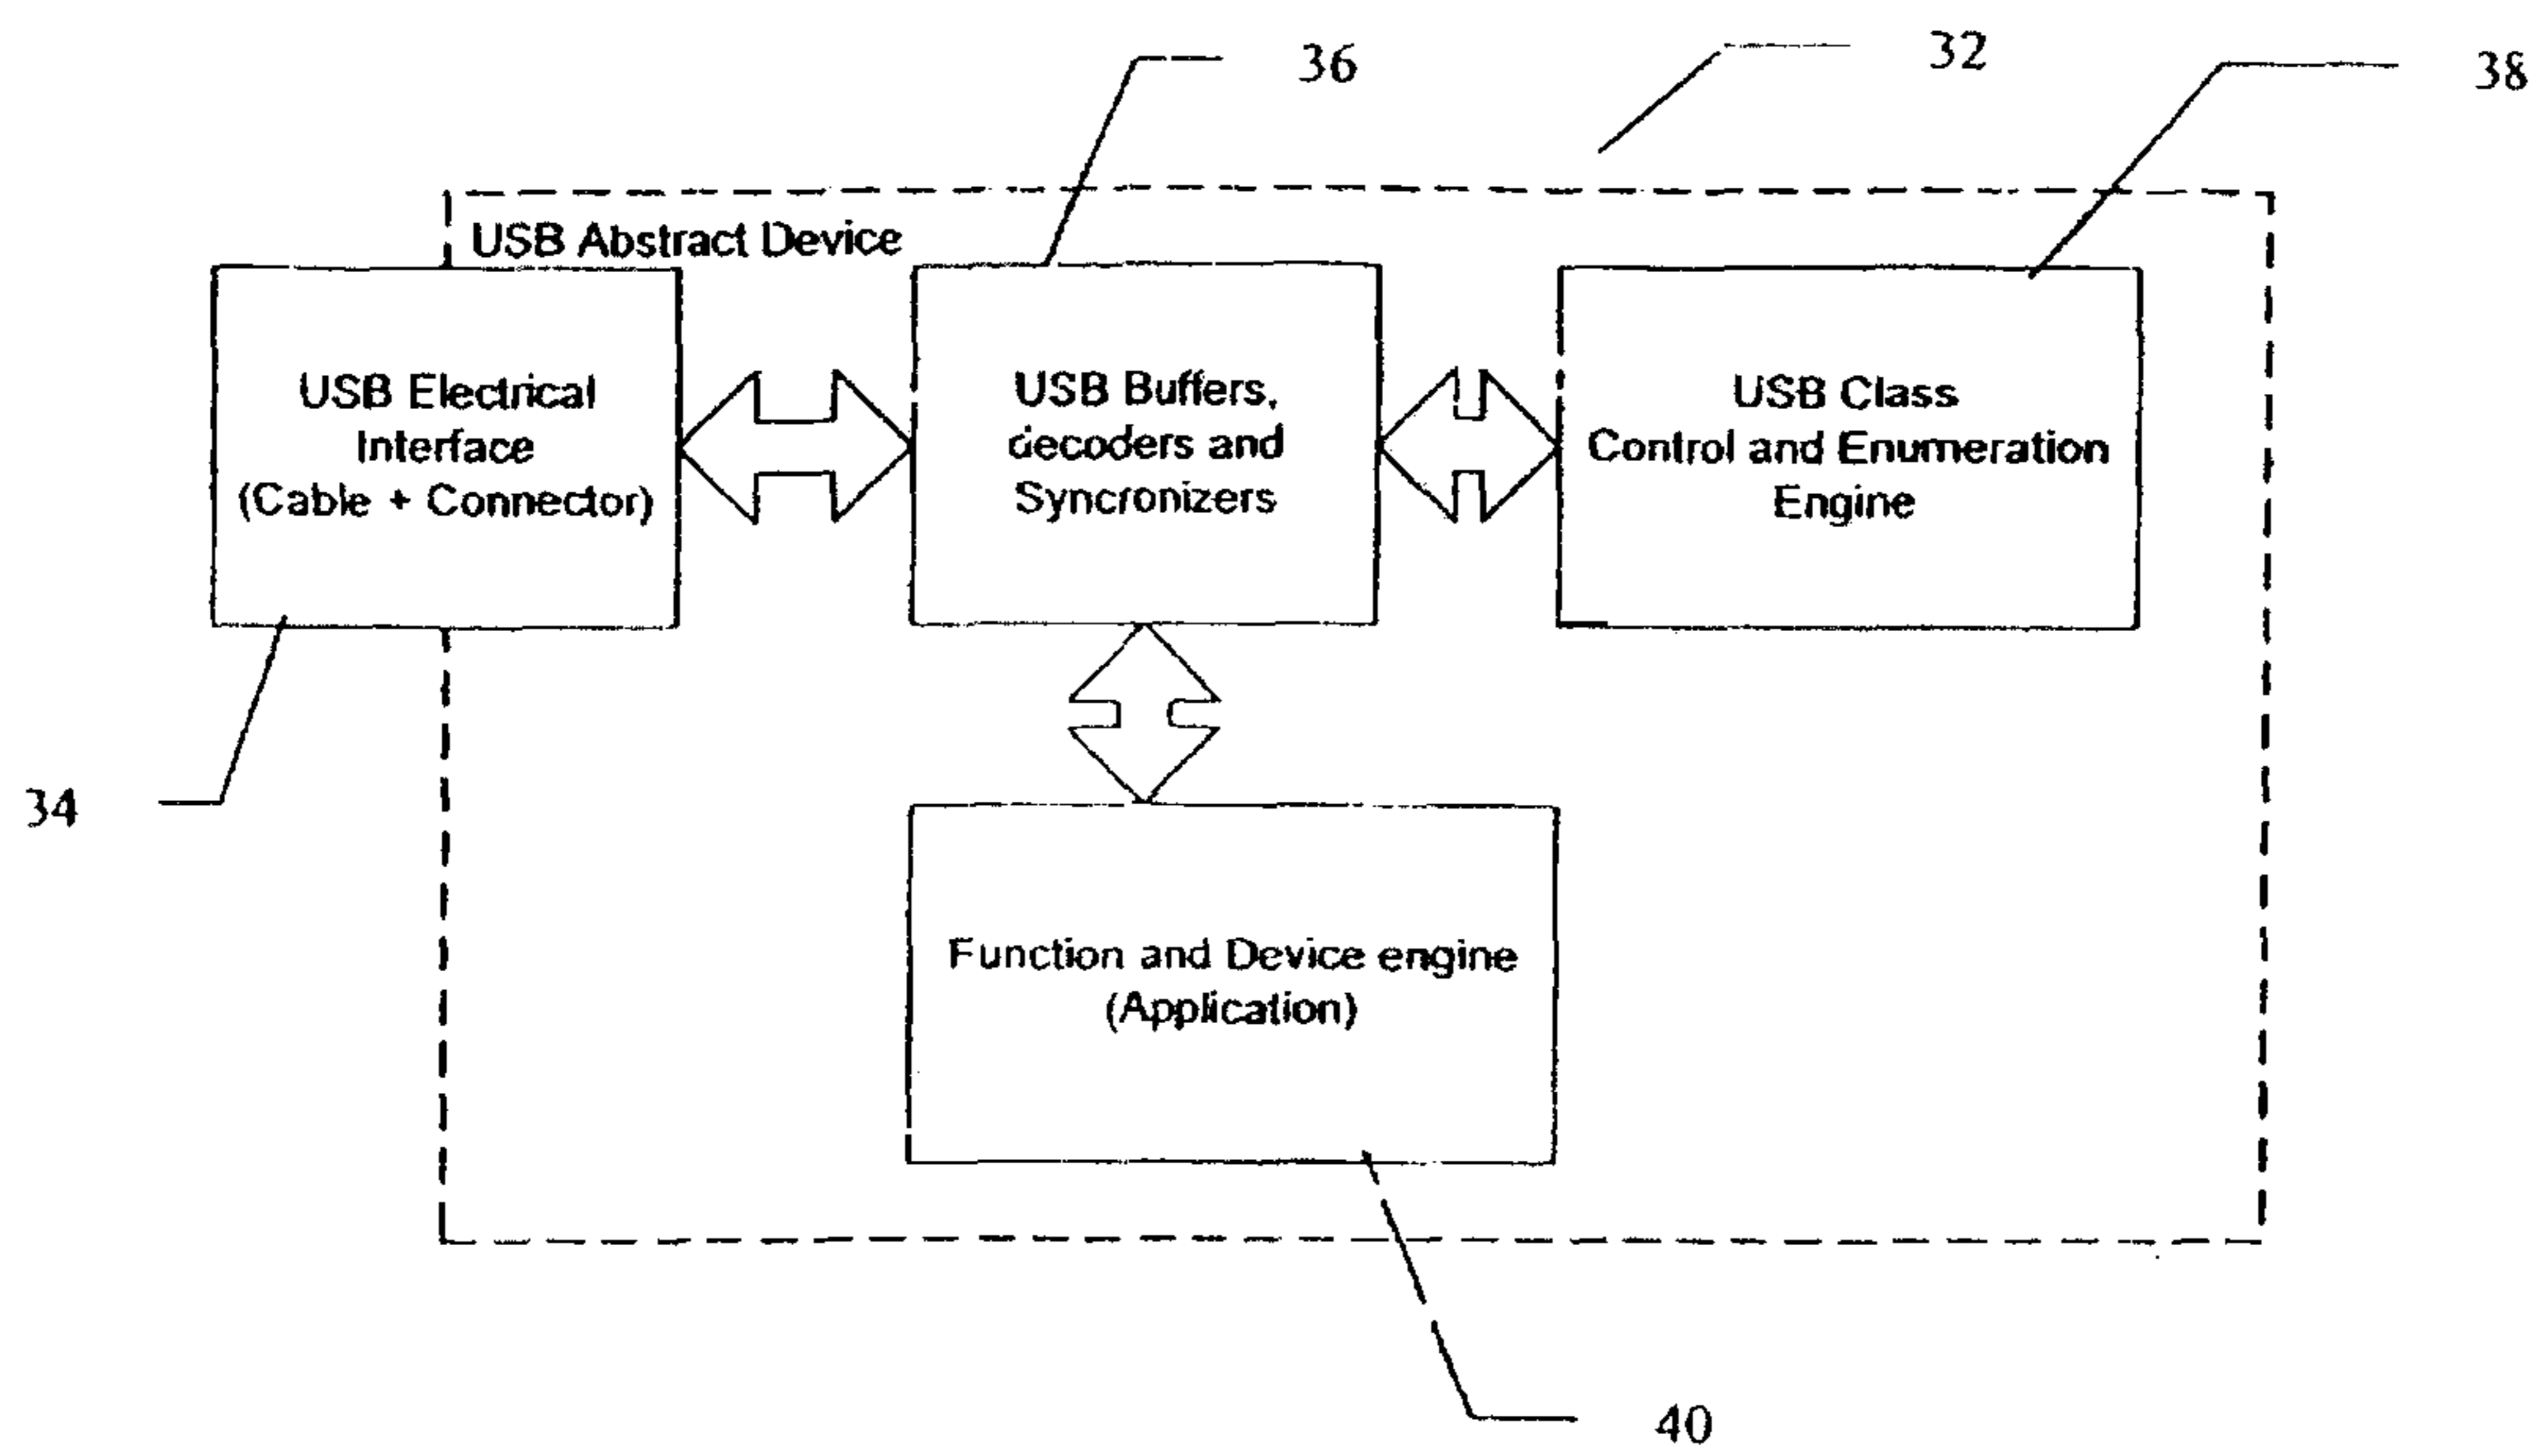 36
32
38
USB Abstract Device
USB Electrical
Interface
(Cable + Connector)
USB Buffers,
decoders and
Syncronizers
USB Class
Control and Enumeration
Engine
34
Function and Device engine
(Application)
40